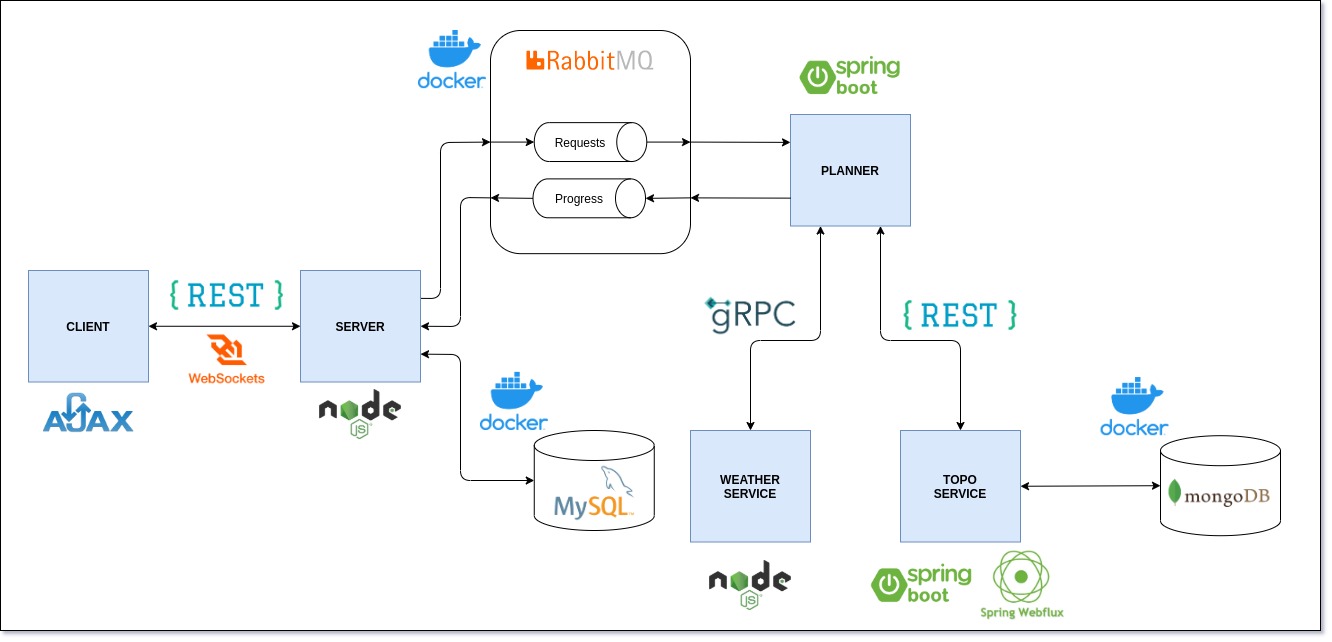 docker
RabbitMQ
spring
boot
Requests
PLANNER
Progress
{ REST }
gRPC
{ REST }
CLIENT
SERVER
WebSockets
AJAX
node
JS
docker
docker
MySQL
WEATHER
SERVICE
TOPO
SERVICE
mongoDB
node
JS
spring
boot
Spring Webflux